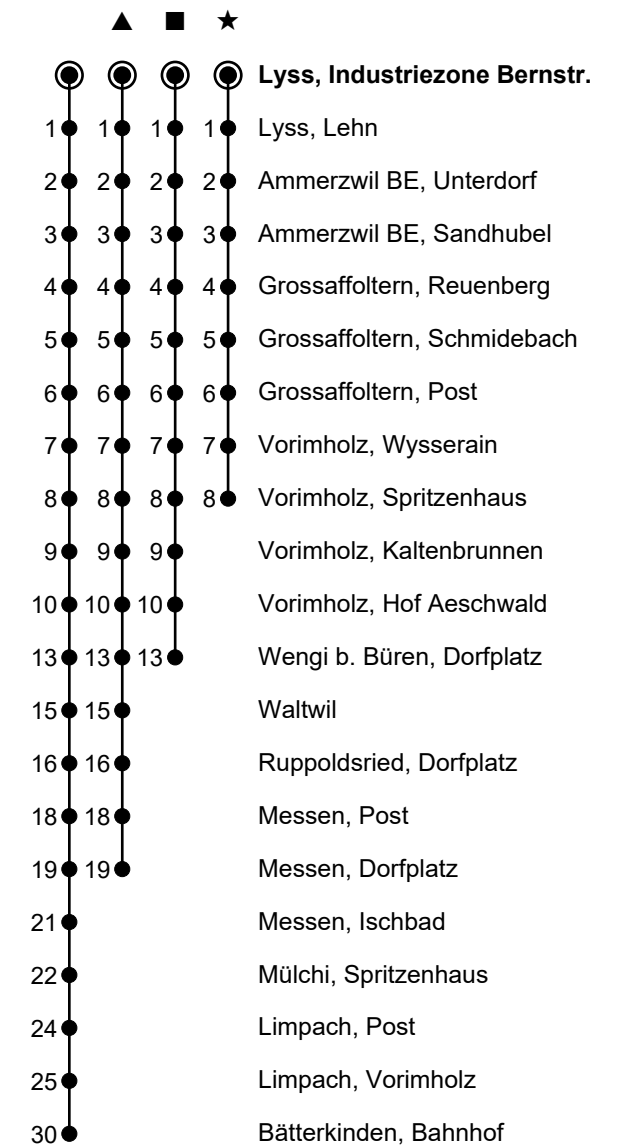 ▲ ■ ★
Lyss, Industriezone Bernstr.
1 1 1 1 Lyss, Lehn
2 2 2 2 Ammerzwil BE, Unterdorf
3 3 3 3 Ammerzwil BE, Sandhubel
4 4 4 4 Grossaffoltern, Reuenberg
5 5 5 5 Grossaffoltern, Schmidebach
6 6 6 6 Grossaffoltern, Post
7 7 7 7 Vorimholz, Wysserain
8 8 8 8 Vorimholz, Spritzenhaus
9 9 9 Vorimholz, Kaltenbrunnen
10 10 10 Vorimholz, Hof Aeschwald
13 13 13 Wengi b. Büren, Dorfplatz
15 15 Waltwil
16 16 Ruppoldsried, Dorfplatz
18 18 Messen, Post
19 19 Messen, Dorfplatz
21 Messen, Ischbad
22 Mülchi, Spritzenhaus
24 Limpach, Post
25 Limpach, Vorimholz
30 Bätterkinden, Bahnhof